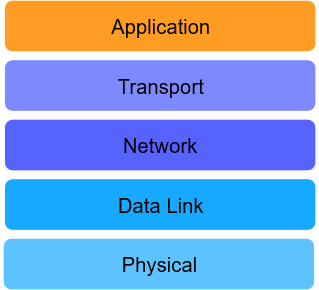 Application
Transport
Network
Data Link
Physical